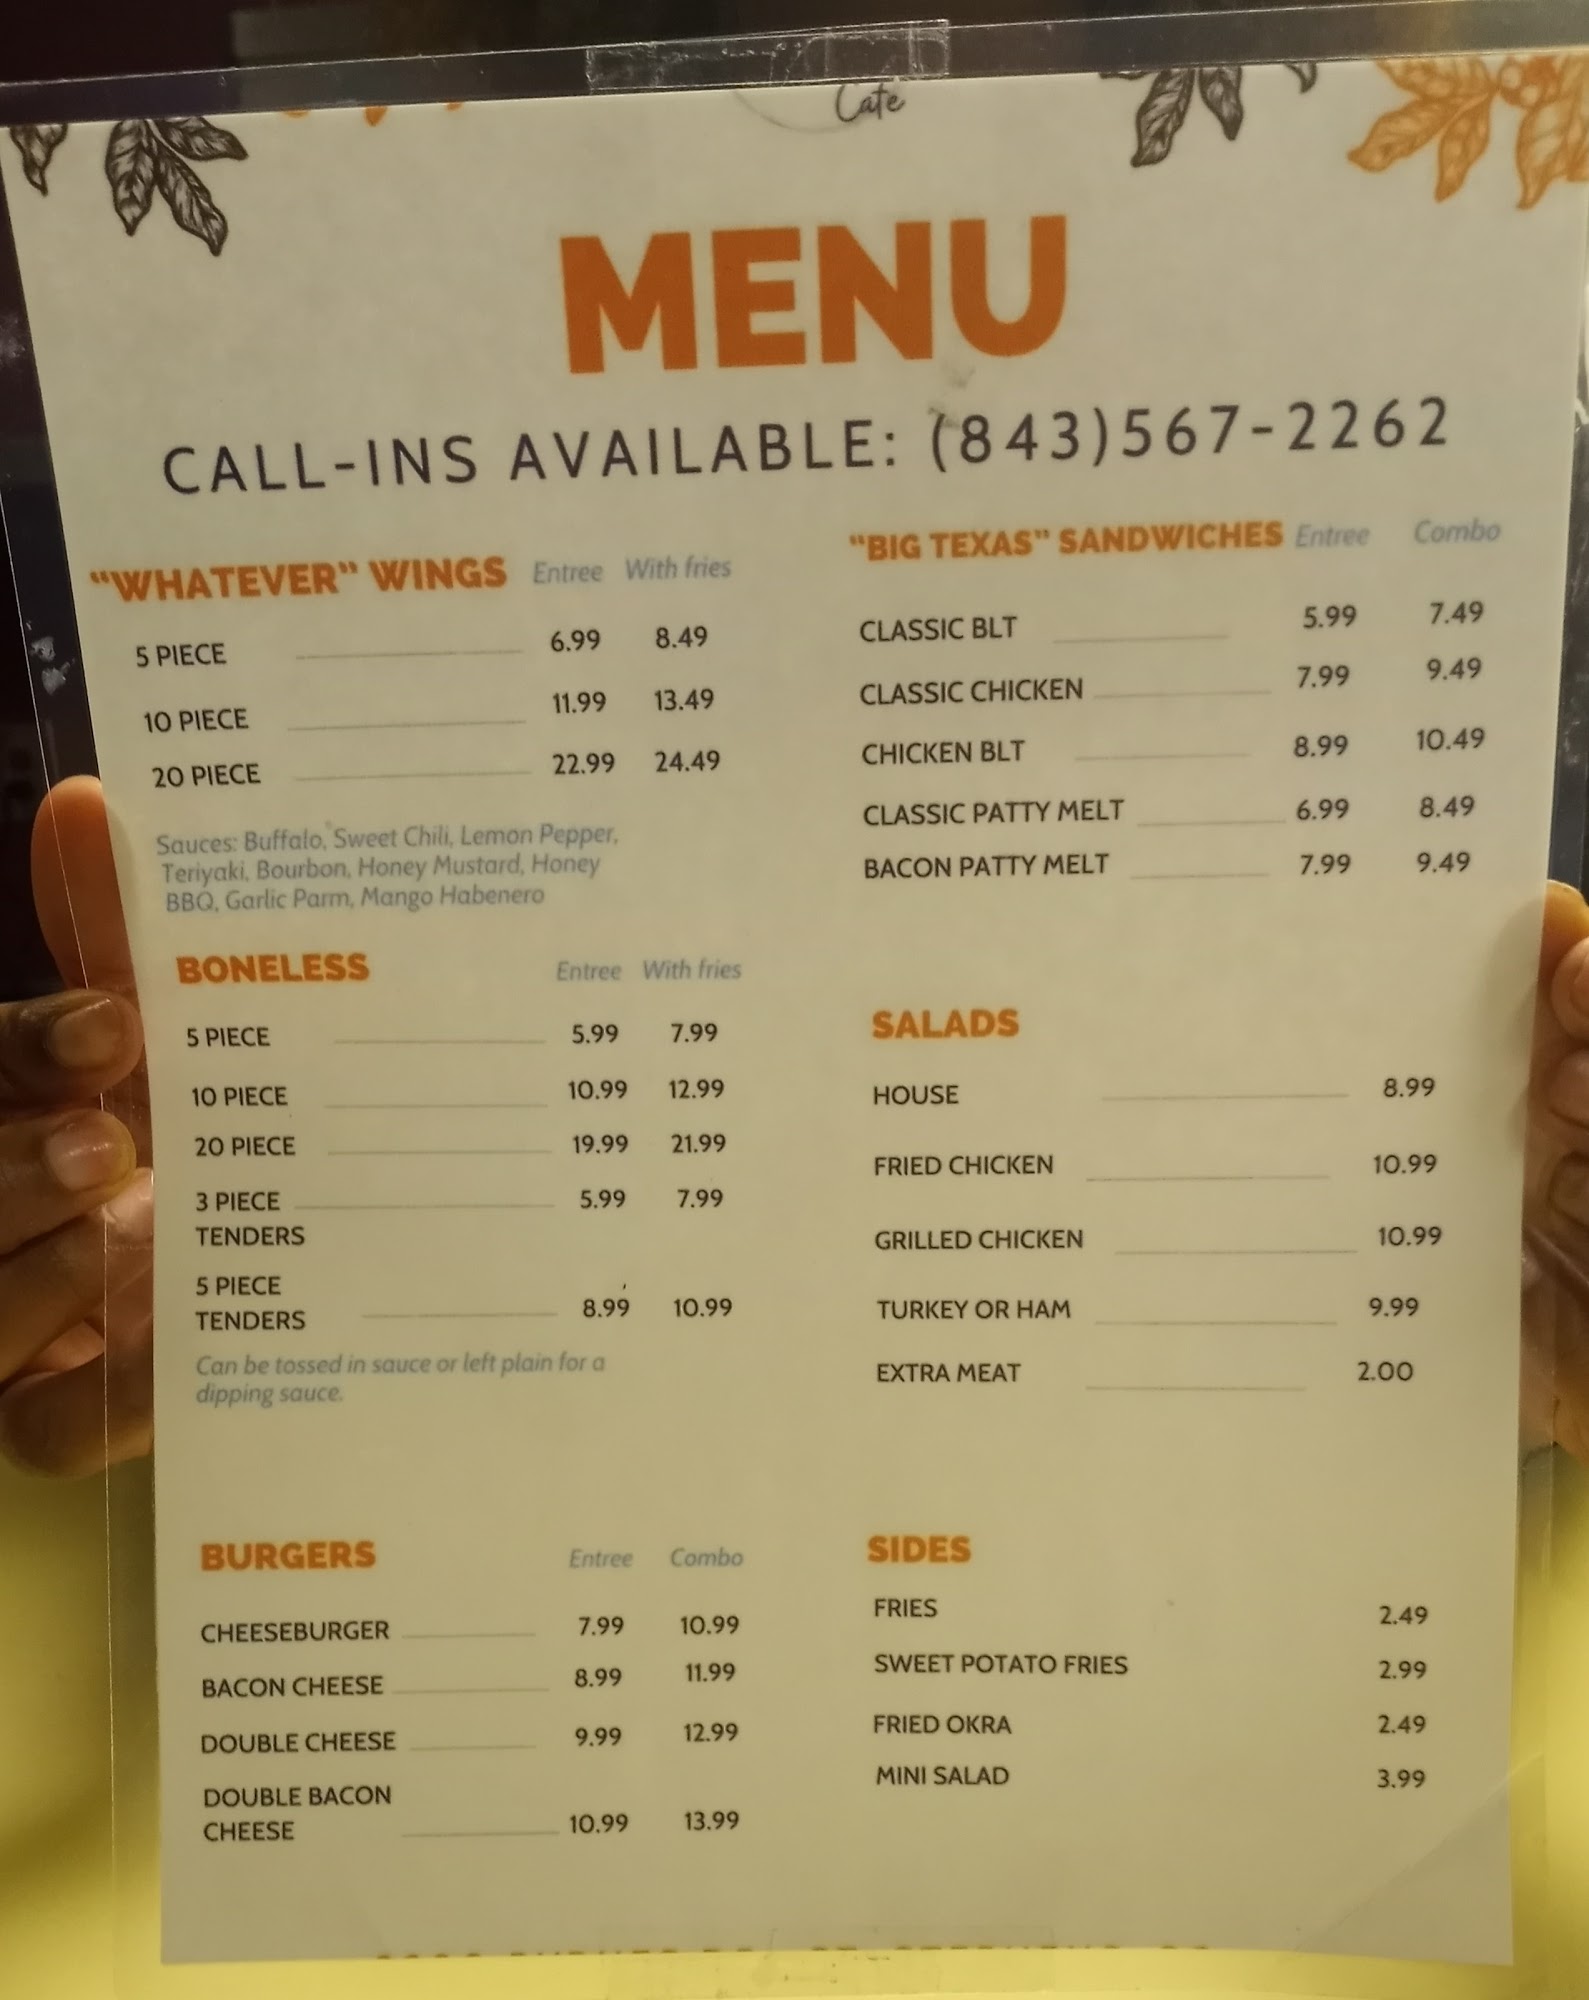 Cafe
MENU
CALL-INS AVAILABLE: (843)567-2262
"WHATEVER" WINGS Entree With fries
5 PIECE 6.99 8.49
10 PIECE 11.99 13.49
20 PIECE 22.99 24.49
Sauces: Buffalo, Sweet Chili, Lemon Pepper,
Teriyaki, Bourbon, Honey Mustard, Honey
BBQ, Garlic Parm, Mango Habenero
BONELESS Entree With fries
5 PIECE 5.99 7.99
10 PIECE 10.99 12.99
20 PIECE 19.99 21.99
3 PIECE 5.99 7.99
TENDERS
5 PIECE
TENDERS 8.99 10.99
Can be tossed in sauce or left plain for a
dipping sauce.
BURGERS Entree Combo
CHEESEBURGER 7.99 10.99
BACON CHEESE 8.99 11.99
DOUBLE CHEESE 9.99 12.99
DOUBLE BACON
CHEESE 10.99 13.99
"BIG TEXAS" SANDWICHES Entree Combo
CLASSIC BLT 5.99 7.49
CLASSIC CHICKEN 7.99 9.49
CHICKEN BLT 8.99 10.49
CLASSIC PATTY MELT 6.99 8.49
BACON PATTY MELT 7.99 9.49
SALADS
HOUSE 8.99
FRIED CHICKEN 10.99
GRILLED CHICKEN 10.99
TURKEY OR HAM 9.99
EXTRA MEAT 2.00
SIDES
FRIES 2.49
SWEET POTATO FRIES 2.99
FRIED OKRA 2.49
MINI SALAD 3.99